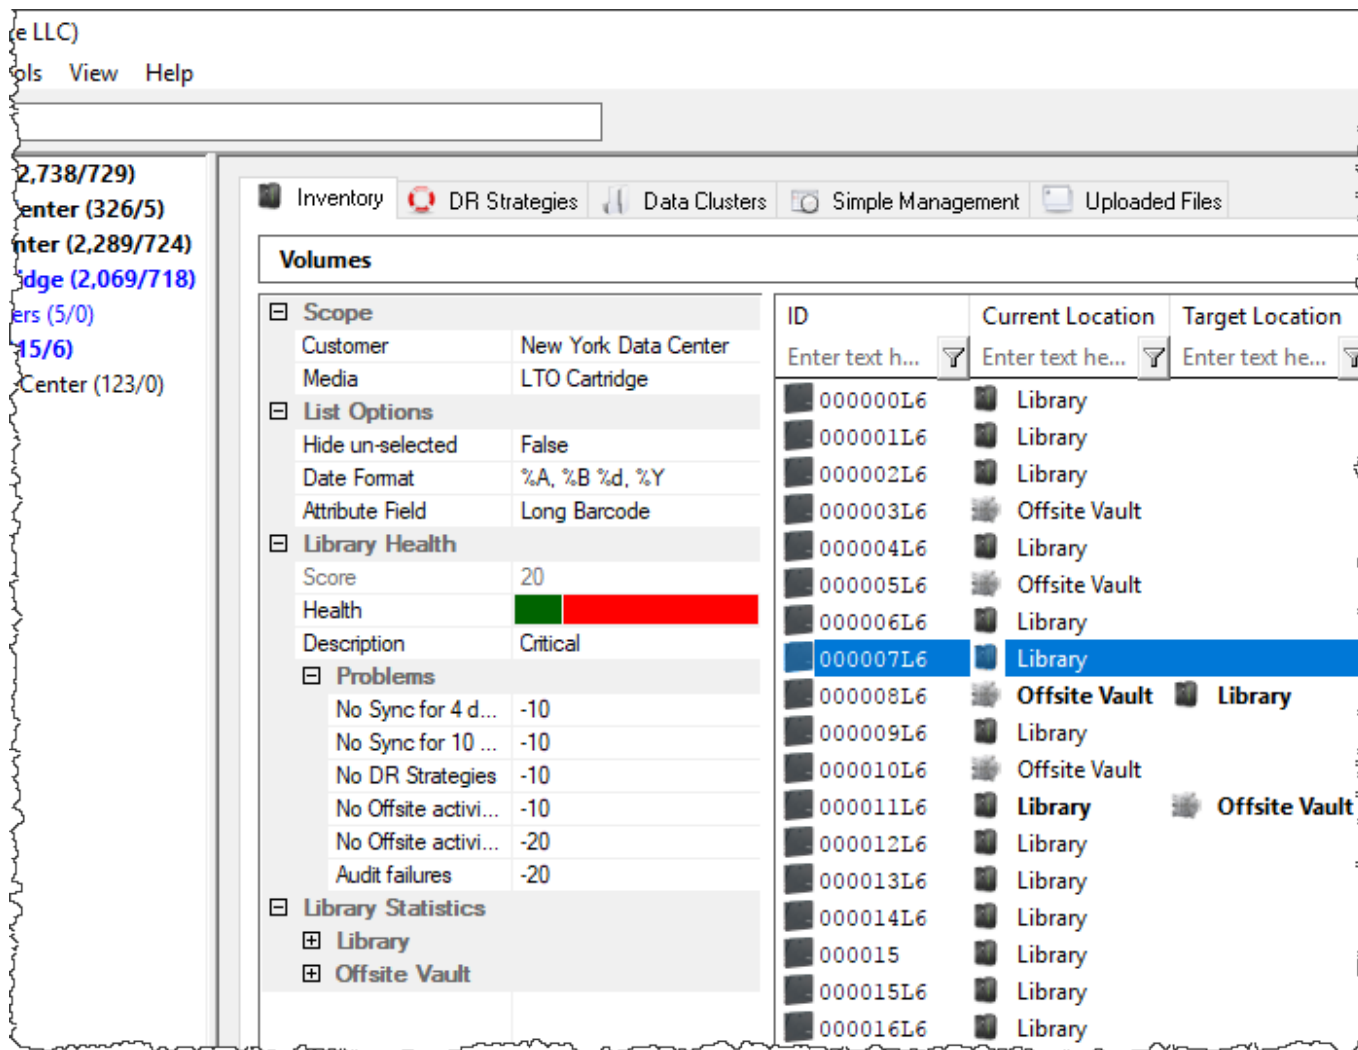 e LLC)
ols View Help
2,738/729)
enter (326/5)
nter (2,289/724)
idge (2,069/718)
ers (5/0)
15/6)
Center (123/0)
Inventory DR Strategies Data Clusters Simple Management Uploaded Files
Volumes
Scope
Customer New York Data Center
Media LTO Cartridge
List Options
Hide un-selected False
Date Format %A, %B %d, %Y
Attribute Field Long Barcode
Library Health
Score 20
Health
Description Critical
Problems
No Sync for 4 d... -10
No Sync for 10 ... -10
No DR Strategies -10
No Offsite activi... -10
No Offsite activi... -20
Audit failures -20
Library Statistics
Library
Offsite Vault
ID Current Location Target Location
Enter text h... Enter text he... Enter text he...
000000L6 Library
000001L6 Library
000002L6 Library
000003L6 Offsite Vault
000004L6 Library
000005L6 Offsite Vault
000006L6 Library
000007L6 Library
000008L6 Offsite Vault Library
000009L6 Library
000010L6 Offsite Vault
000011L6 Library Offsite Vault
000012L6 Library
000013L6 Library
000014L6 Library
000015 Library
000015L6 Library
000016L6 Library